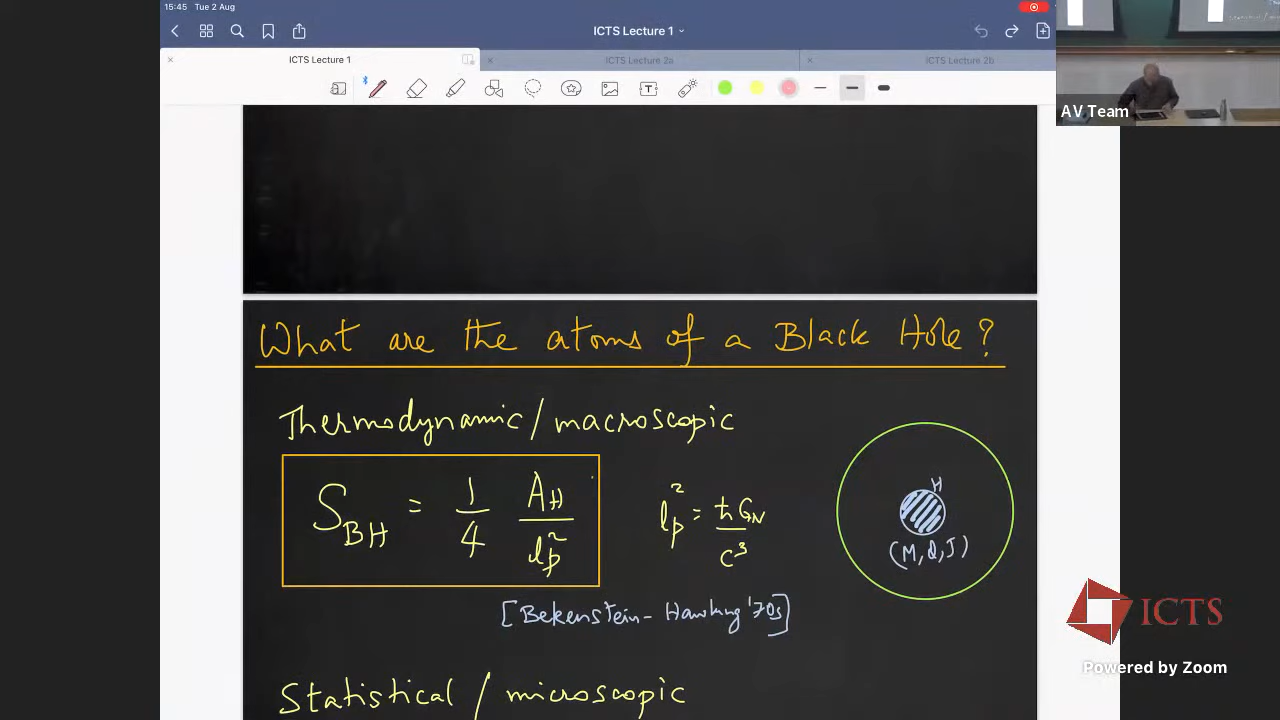 15:45 Tue 2 Aug
ICTS Lecture 1
ICTS Lecture 1
ICTS Lecture 2a
ICTS Lecture 2b
AV Team
What are the atoms of a Black Hole?
Thermodynamic / macroscopic
S_BH = 1/4 A_H/l_p^2
l_p^2 = ħG_N/c^3
H
(M, Q, J)
[Bekenstein - Hawking '70s]
Statistical / microscopic
ICTS
Powered by Zoom